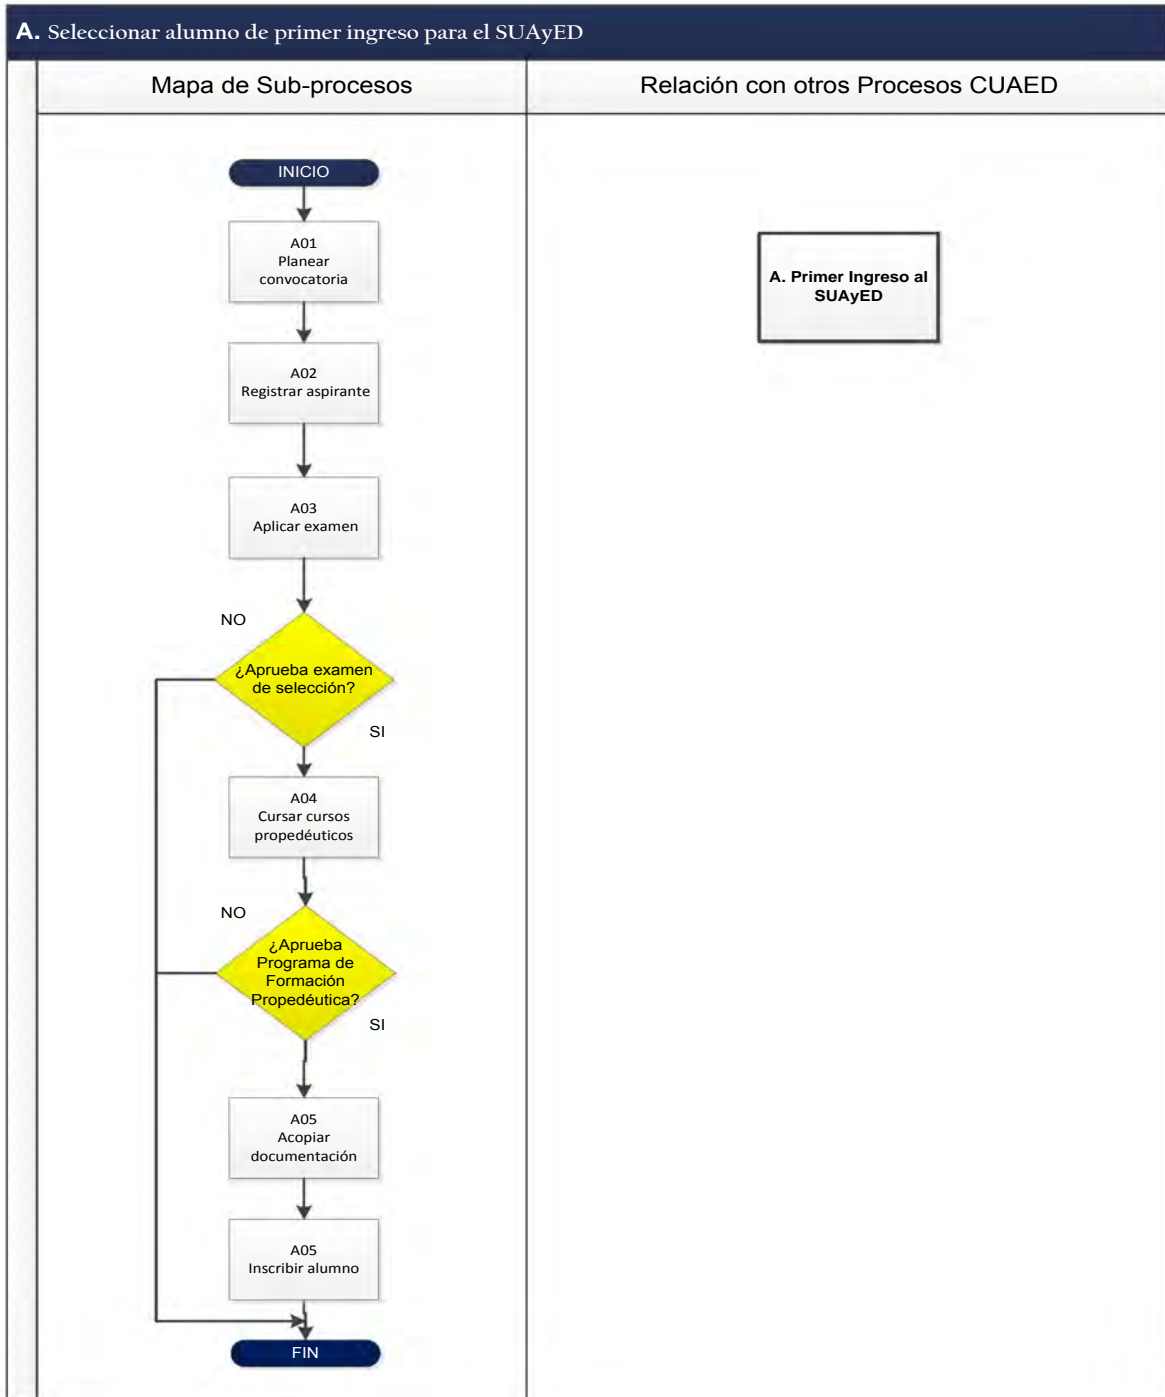 A. Seleccionar alumno de primer ingreso para el SUAyED
Mapa de Sub-procesos
Relación con otros Procesos CUAED
INICIO
A01
Planear
convocatoria
A. Primer Ingreso al
SUAyED
A02
Registrar aspirante
A03
Aplicar examen
NO
¿Aprueba examen
de selección?
SI
A04
Cursar cursos
propedéuticos
NO
¿Aprueba
Programa de
Formación
Propedéutica?
SI
A05
Acopiar
documentación
A05
Inscribir alumno
FIN